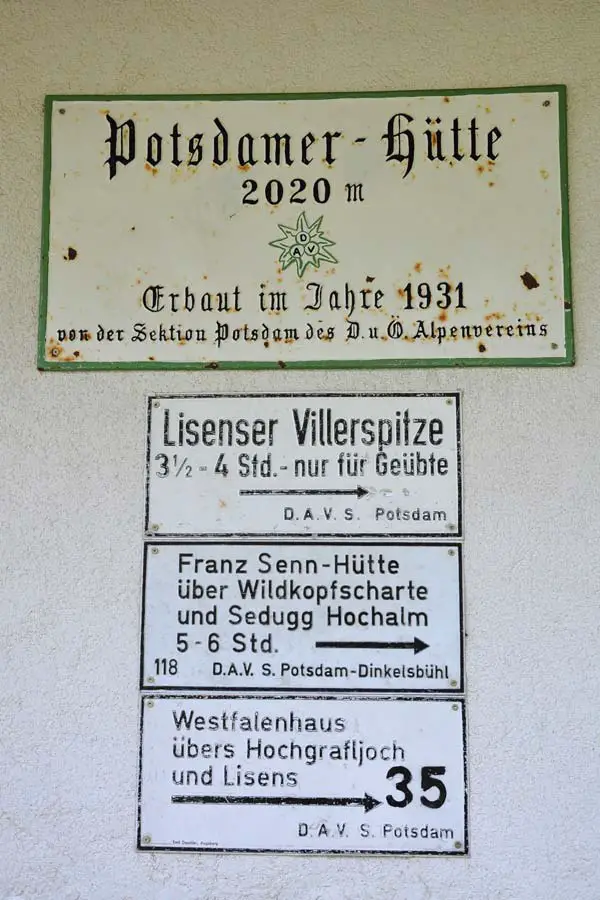 Potsdamer-Hütte
2020 m
D
A V
Erbaut im Jahre 1931
von der Sektion Potsdam des D. u. Ö. Alpenvereins
Lisenser Villerspitze
3½-4 Std.-nur für Geübte
D.A.V. S. Potsdam
Franz Senn-Hütte
über Wildkopfscharte
und Sedugg Hochalm
5-6 Std.
118 D.A.V. S. Potsdam-Dinkelsbühl
Westfalenhaus
übers Hochgrafljoch
und Lisens
35
D.A.V. S. Potsdam